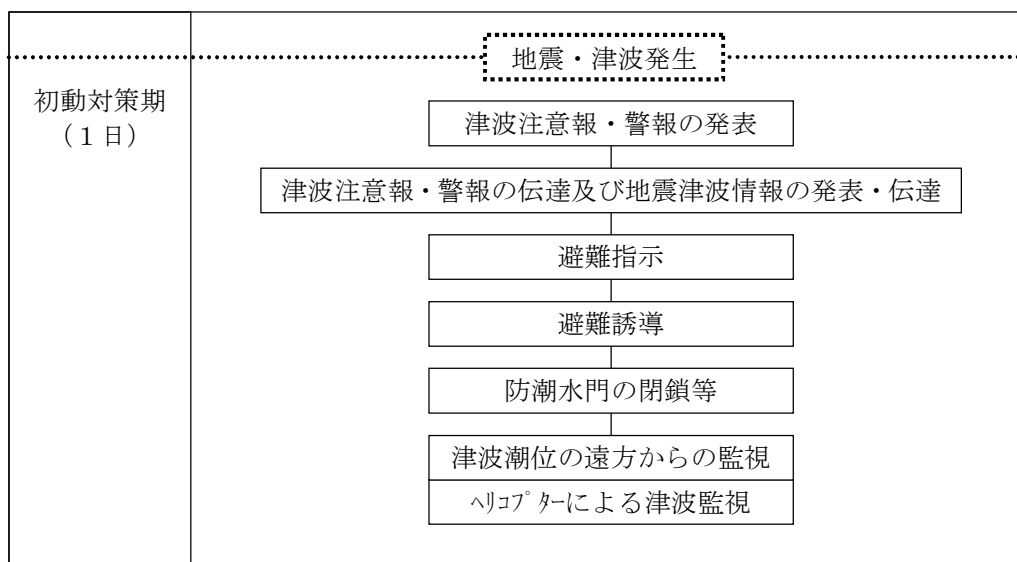 地震・津波発生
初動対策期
（１日）
津波注意報・警報の発表
津波注意報・警報の伝達及び地震津波情報の発表・伝達
避難指示
避難誘導
防潮水門の閉鎖等
津波潮位の遠方からの監視
ﾍﾘｺﾌﾟﾀｰによる津波監視